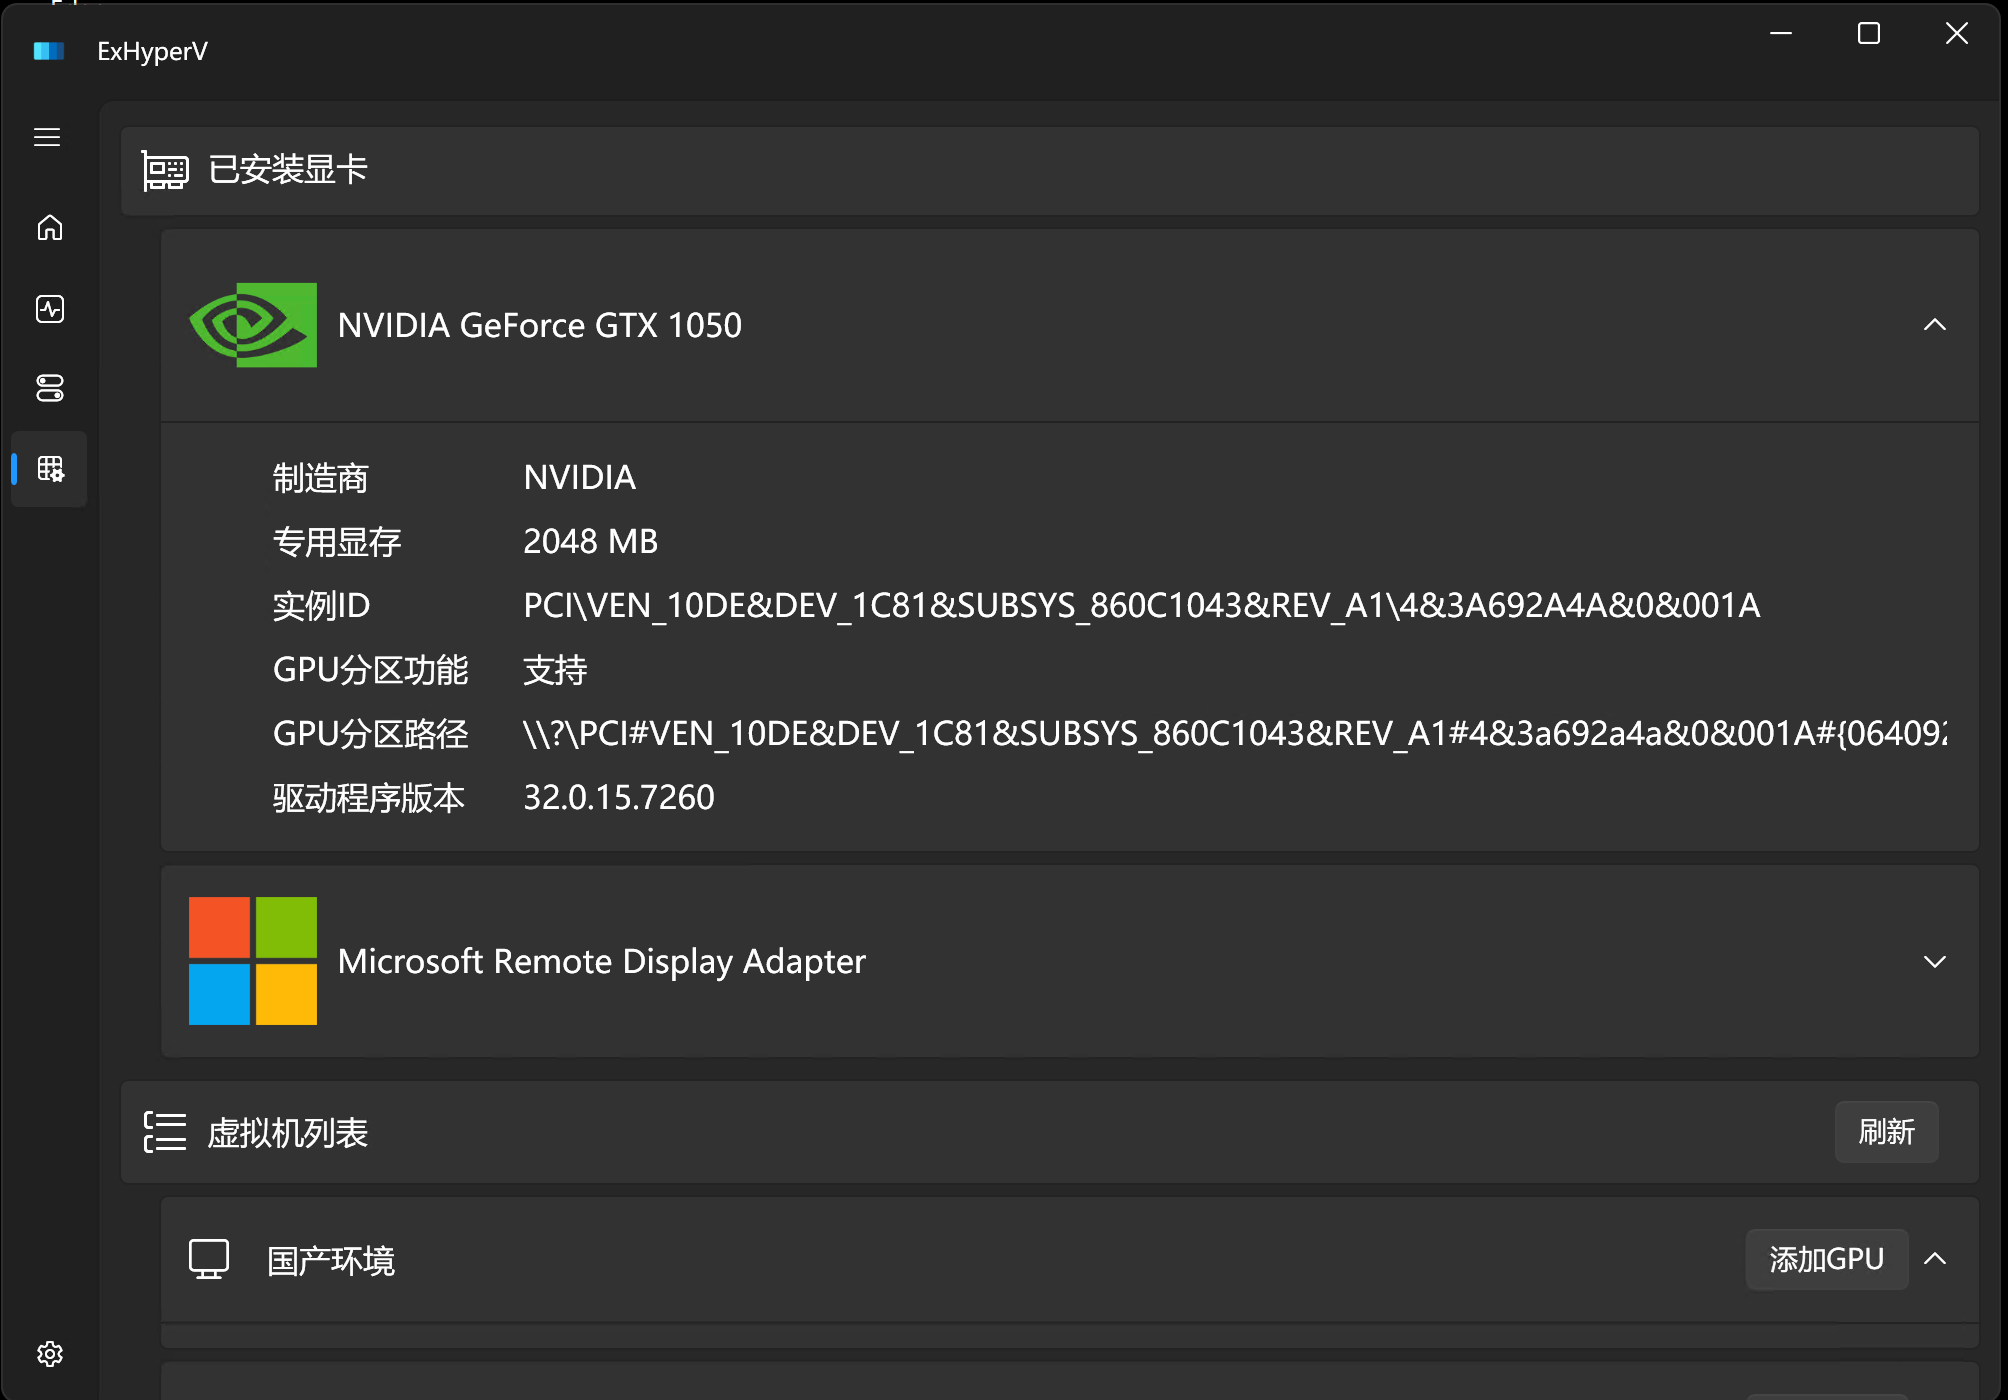 ExHyperV
已安装显卡
NVIDIA GeForce GTX 1050
制造商 NVIDIA
专用显存 2048 MB
实例ID PCI\VEN_10DE&DEV_1C81&SUBSYS_860C1043&REV_A1\4&3A692A4A&0&001A
GPU分区功能 支持
GPU分区路径 \\?\PCI#VEN_10DE&DEV_1C81&SUBSYS_860C1043&REV_A1#4&3a692a4a&0&001A#{064092
驱动程序版本 32.0.15.7260
Microsoft Remote Display Adapter
虚拟机列表 刷新
国产环境 添加GPU